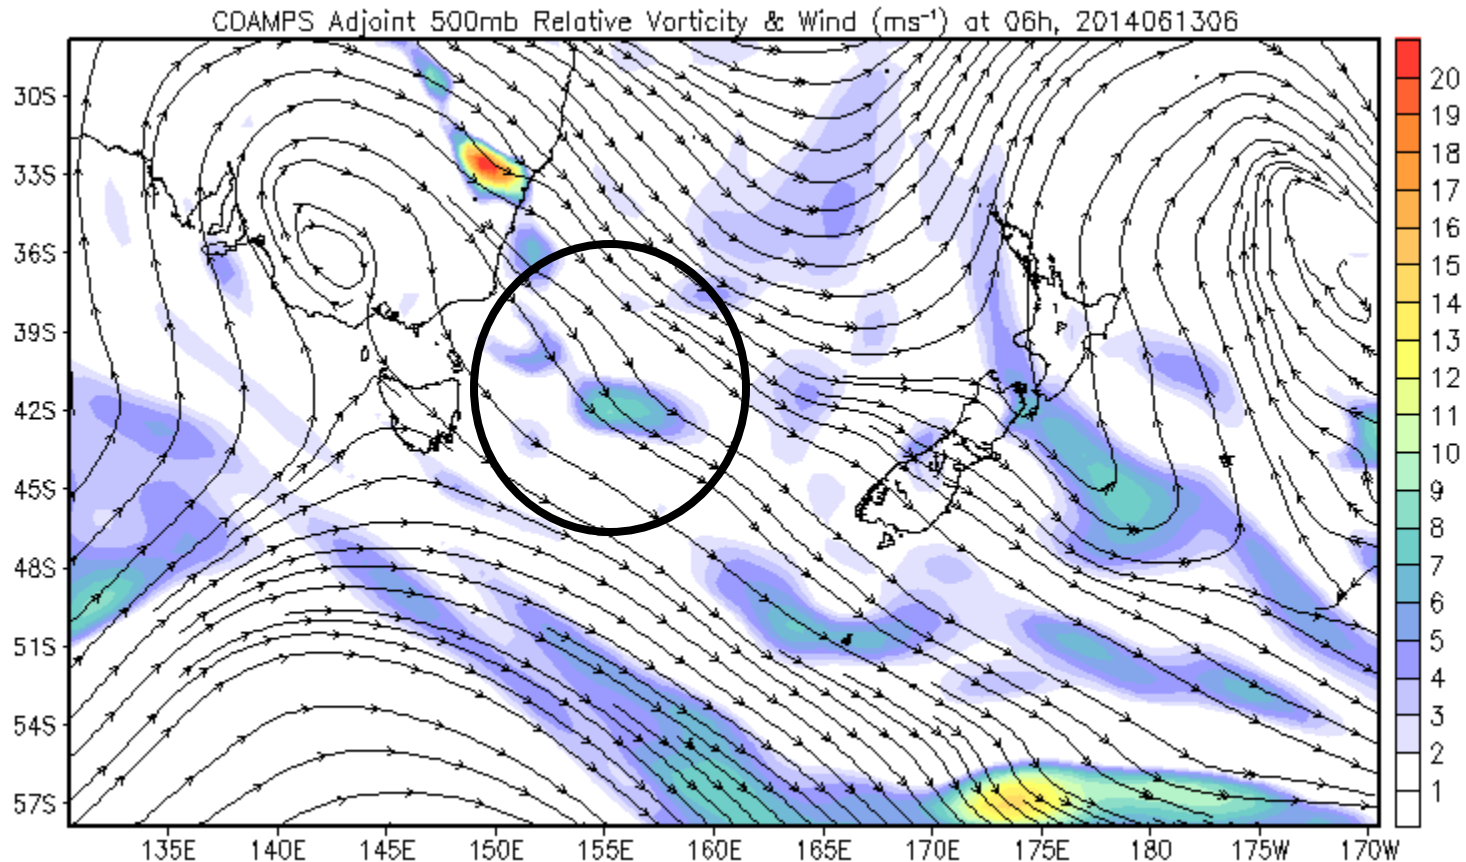 COAMPS Adjoint 500mb Relative Vorticity & Wind (ms⁻¹) at 06h, 2014061306
30S
33S
36S
39S
42S
45S
48S
51S
54S
57S
135E
140E
145E
150E
155E
160E
165E
170E
175E
180
175W
170W
20
19
18
17
16
15
14
13
12
11
10
9
8
7
6
5
4
3
2
1